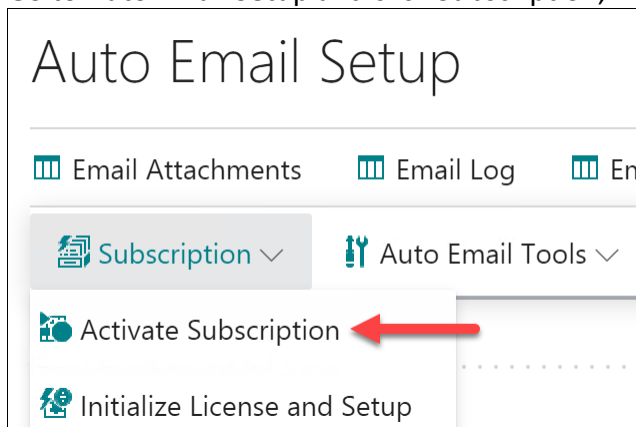 Auto Email Setup
Email Attachments Email Log
Subscription Auto Email Tools
Activate Subscription
Initialize License and Setup